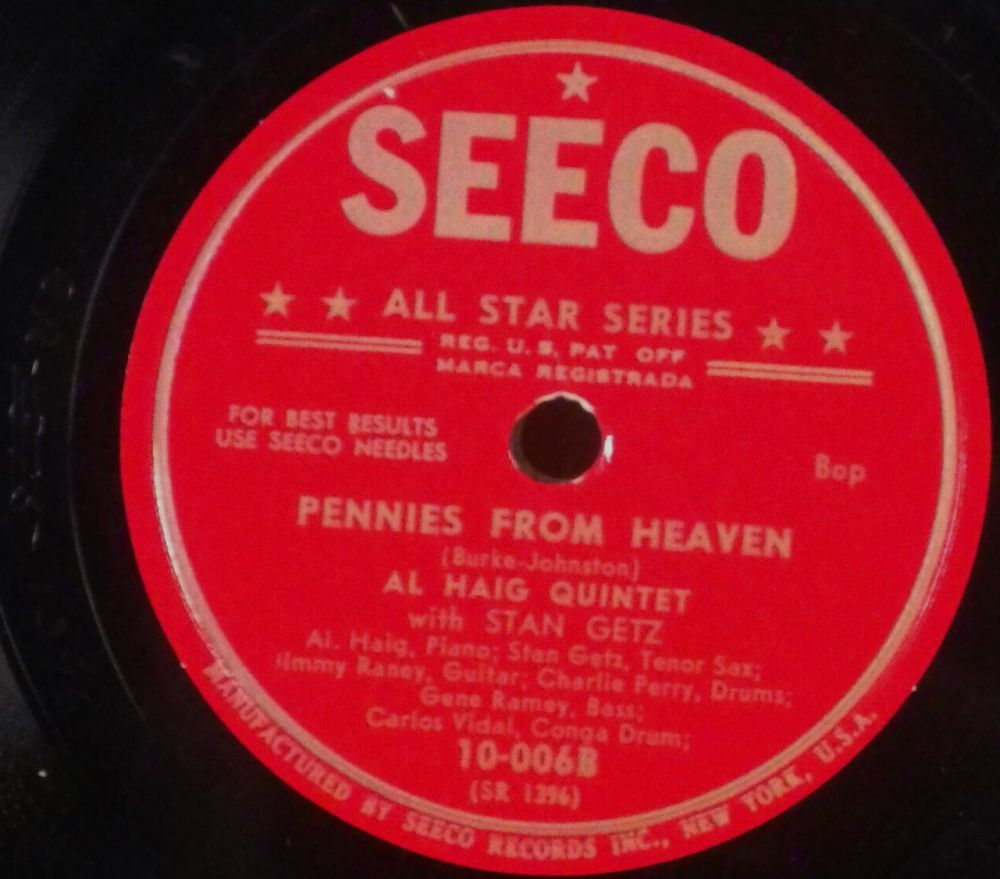 SEECO
ALL STAR SERIES
REG. U. S. PAT OFF
MARCA REGISTRADA
FOR BEST RESULTS
USE SEECO NEEDLES
Bop
PENNIES FROM HEAVEN
(Burke-Johnston)
AL HAIG QUINTET
with STAN GETZ
Al. Haig, Piano; Stan Getz, Tenor Sax;
Jimmy Raney, Guitar; Charlie Perry, Drums;
Gene Ramey, Bass;
Carlos Vidal, Conga Drum;
10-006B
(SR 1396)
MANUFACTURED BY SEECO RECORDS INC., NEW YORK, U.S.A.